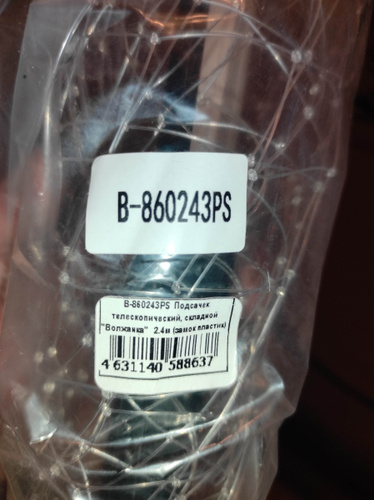 B-860243PS
B-860243PS Подсачек
телескопический, складной
"Волжанка" 2.4м (замок пластик)
4 631140 588637